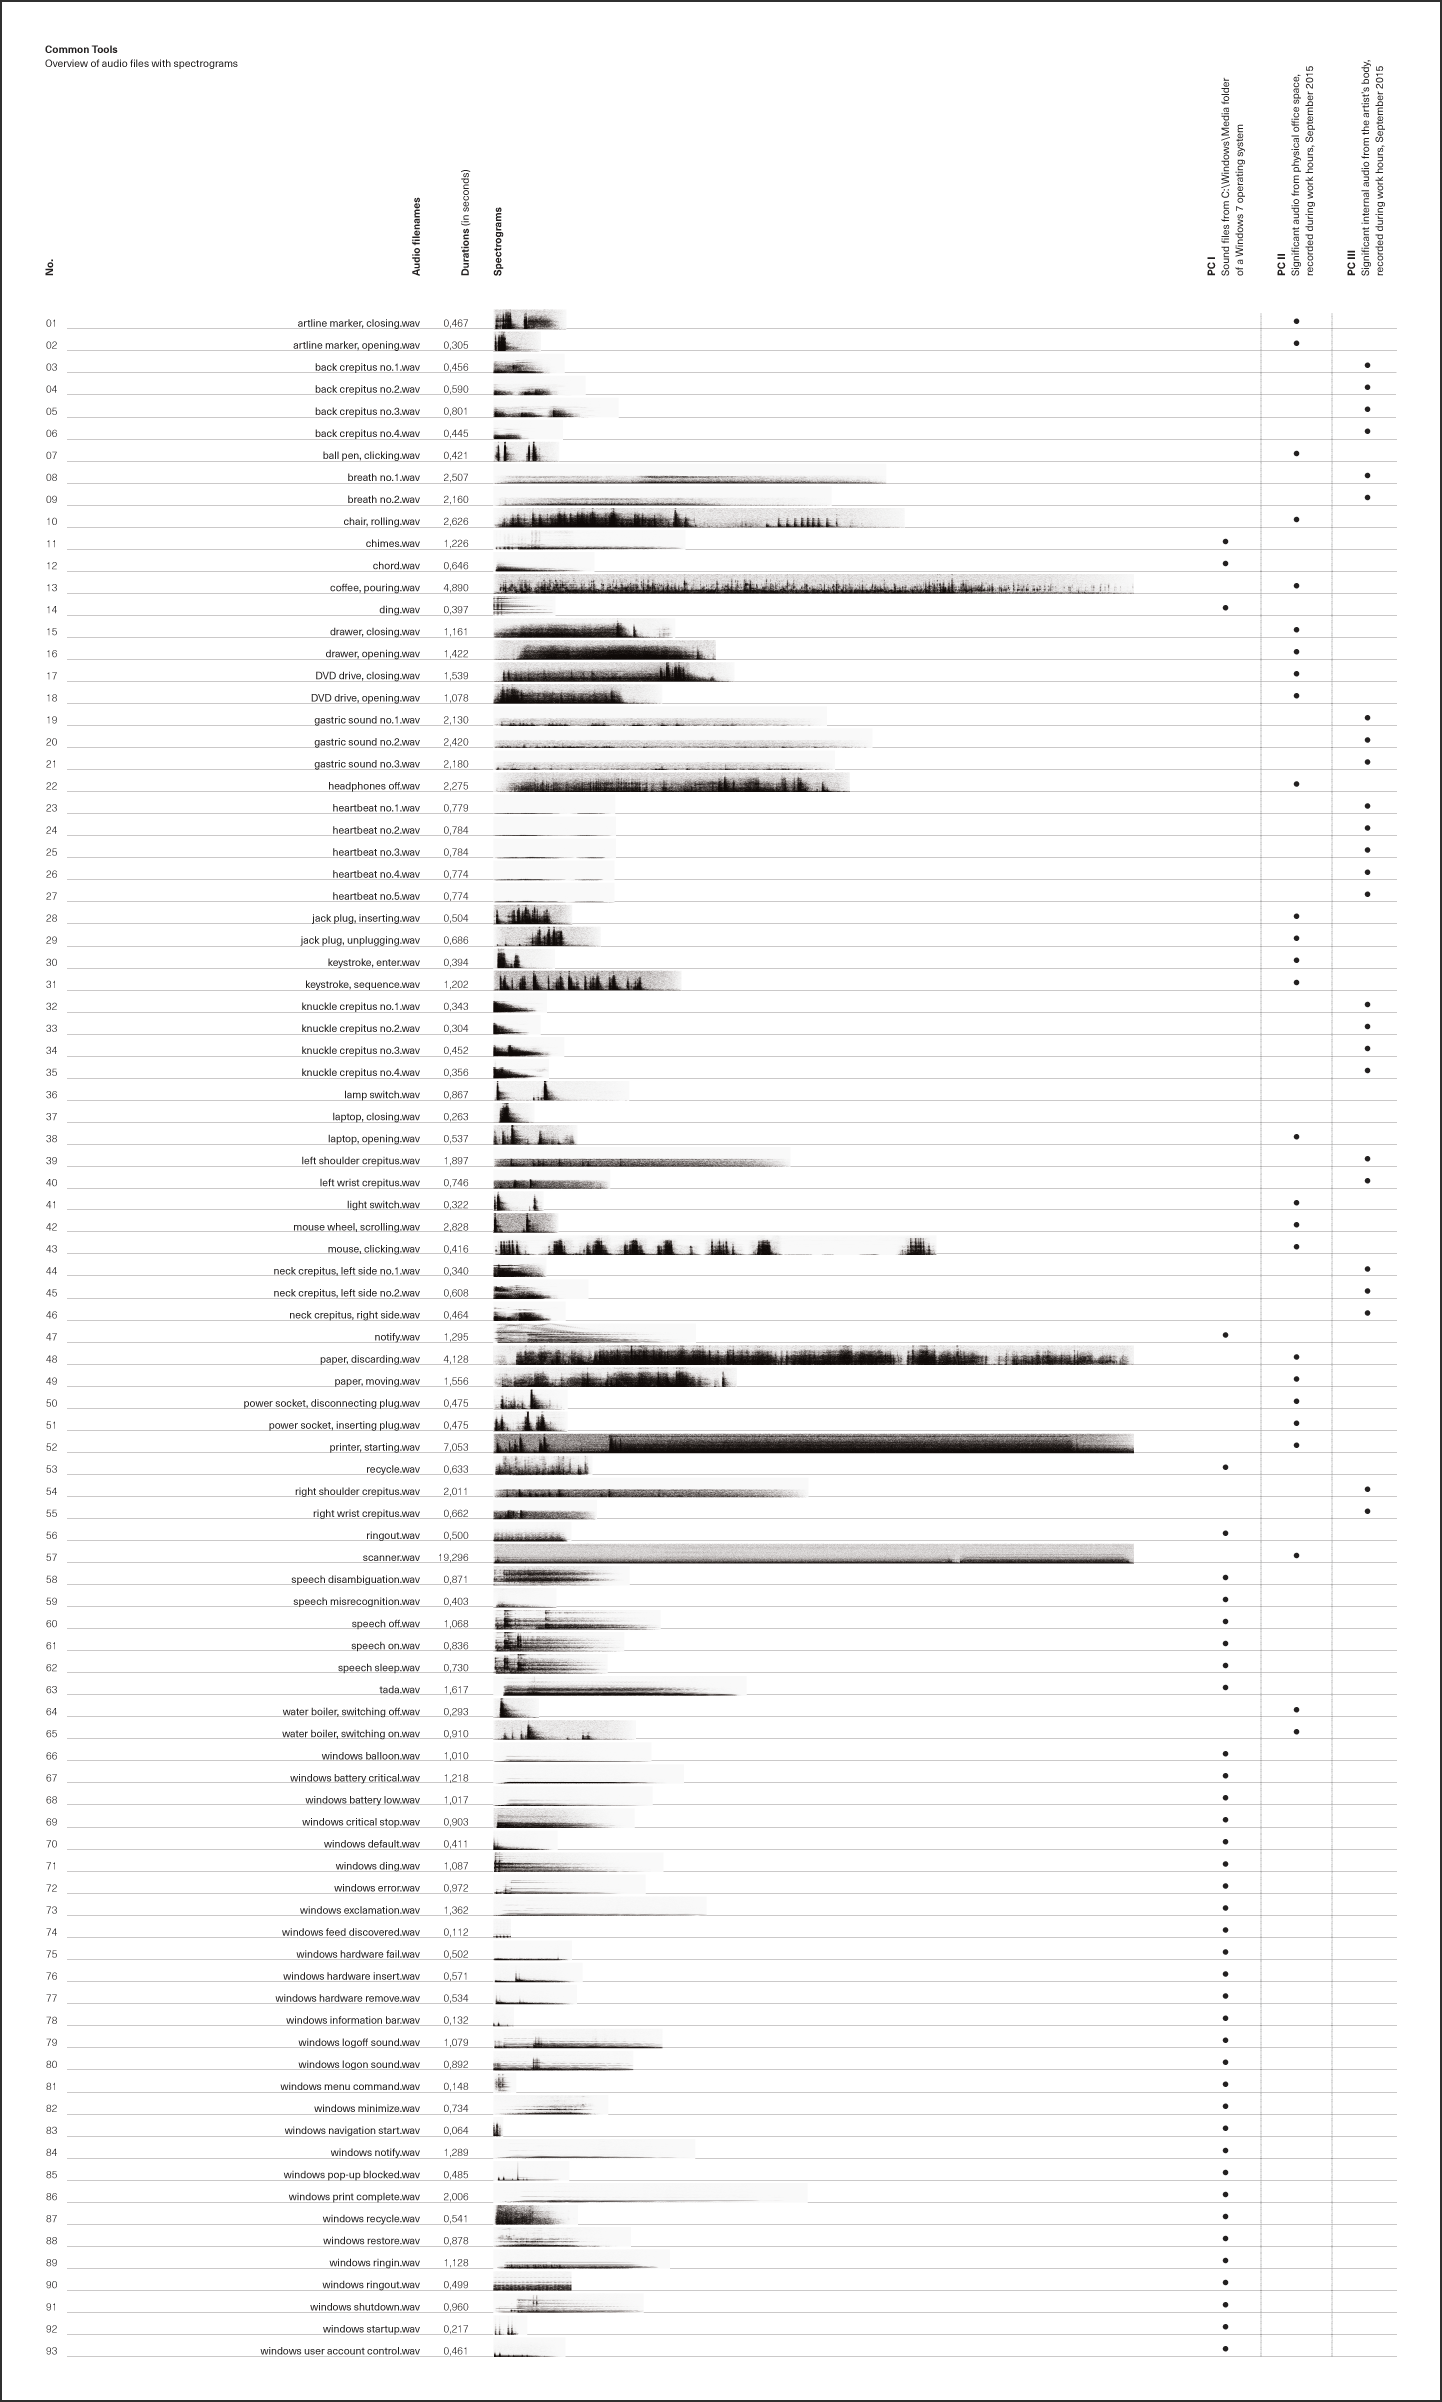 Common Tools
Overview of audio files with spectrograms
No.
Audio filenames
Durations (in seconds)
Spectrograms
PC I
Sound files from C:\Windows\Media folder
of a Windows 7 operating system
PC II
Significant audio from physical office space,
recorded during work hours, September 2015
PC III
Significant internal audio from the artist's body,
recorded during work hours, September 2015
01 artline marker, closing.wav 0,467
02 artline marker, opening.wav 0,305
03 back crepitus no.1.wav 0,456
04 back crepitus no.2.wav 0,590
05 back crepitus no.3.wav 0,801
06 back crepitus no.4.wav 0,445
07 ball pen, clicking.wav 0,421
08 breath no.1.wav 2,507
09 breath no.2.wav 2,160
10 chair, rolling.wav 2,626
11 chimes.wav 1,226
12 chord.wav 0,646
13 coffee, pouring.wav 4,890
14 ding.wav 0,397
15 drawer, closing.wav 1,161
16 drawer, opening.wav 1,422
17 DVD drive, closing.wav 1,539
18 DVD drive, opening.wav 1,078
19 gastric sound no.1.wav 2,130
20 gastric sound no.2.wav 2,420
21 gastric sound no.3.wav 2,180
22 headphones off.wav 2,275
23 heartbeat no.1.wav 0,779
24 heartbeat no.2.wav 0,784
25 heartbeat no.3.wav 0,784
26 heartbeat no.4.wav 0,774
27 heartbeat no.5.wav 0,774
28 jack plug, inserting.wav 0,504
29 jack plug, unplugging.wav 0,686
30 keystroke, enter.wav 0,394
31 keystroke, sequence.wav 1,202
32 knuckle crepitus no.1.wav 0,343
33 knuckle crepitus no.2.wav 0,304
34 knuckle crepitus no.3.wav 0,452
35 knuckle crepitus no.4.wav 0,356
36 lamp switch.wav 0,867
37 laptop, closing.wav 0,263
38 laptop, opening.wav 0,537
39 left shoulder crepitus.wav 1,897
40 left wrist crepitus.wav 0,746
41 light switch.wav 0,322
42 mouse wheel, scrolling.wav 2,828
43 mouse, clicking.wav 0,416
44 neck crepitus, left side no.1.wav 0,340
45 neck crepitus, left side no.2.wav 0,608
46 neck crepitus, right side.wav 0,464
47 notify.wav 1,295
48 paper, discarding.wav 4,128
49 paper, moving.wav 1,556
50 power socket, disconnecting plug.wav 0,475
51 power socket, inserting plug.wav 0,475
52 printer, starting.wav 7,053
53 recycle.wav 0,633
54 right shoulder crepitus.wav 2,011
55 right wrist crepitus.wav 0,662
56 ringout.wav 0,500
57 scanner.wav 19,296
58 speech disambiguation.wav 0,871
59 speech misrecognition.wav 0,403
60 speech off.wav 1,068
61 speech on.wav 0,836
62 speech sleep.wav 0,730
63 tada.wav 1,617
64 water boiler, switching off.wav 0,293
65 water boiler, switching on.wav 0,910
66 windows balloon.wav 1,010
67 windows battery critical.wav 1,218
68 windows battery low.wav 1,017
69 windows critical stop.wav 0,903
70 windows default.wav 0,411
71 windows ding.wav 1,087
72 windows error.wav 0,972
73 windows exclamation.wav 1,362
74 windows feed discovered.wav 0,112
75 windows hardware fail.wav 0,502
76 windows hardware insert.wav 0,571
77 windows hardware remove.wav 0,534
78 windows information bar.wav 0,132
79 windows logoff sound.wav 1,079
80 windows logon sound.wav 0,892
81 windows menu command.wav 0,148
82 windows minimize.wav 0,734
83 windows navigation start.wav 0,064
84 windows notify.wav 1,289
85 windows pop-up blocked.wav 0,485
86 windows print complete.wav 2,006
87 windows recycle.wav 0,541
88 windows restore.wav 0,878
89 windows ringin.wav 1,128
90 windows ringout.wav 0,499
91 windows shutdown.wav 0,960
92 windows startup.wav 0,217
93 windows user account control.wav 0,461